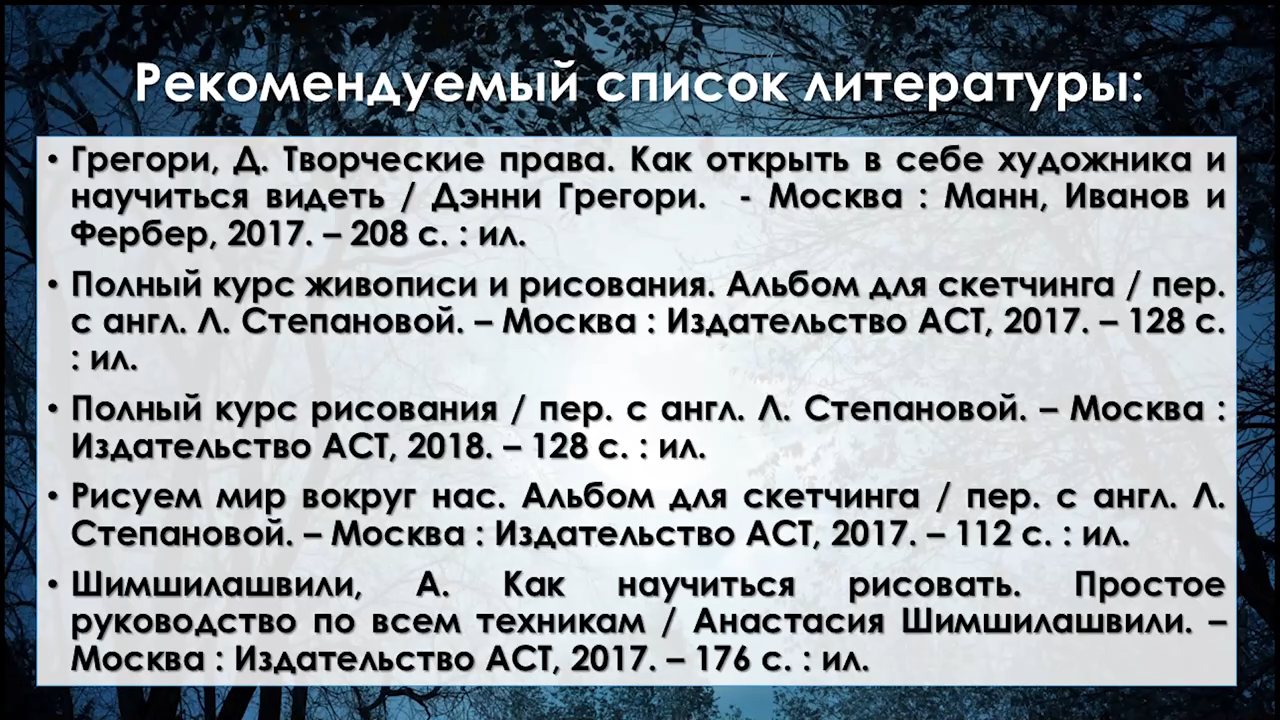 Рекомендуемый список литературы:
• Грегори, Д. Творческие права. Как открыть в себе художника и
научиться видеть / Дэнни Грегори. - Москва : Манн, Иванов и
Фербер, 2017. – 208 с. : ил.
• Полный курс живописи и рисования. Альбом для скетчинга / пер.
с англ. Л. Степановой. – Москва : Издательство АСТ, 2017. – 128 с.
: ил.
• Полный курс рисования / пер. с англ. Л. Степановой. – Москва :
Издательство АСТ, 2018. – 128 с. : ил.
• Рисуем мир вокруг нас. Альбом для скетчинга / пер. с англ. Л.
Степановой. – Москва : Издательство АСТ, 2017. – 112 с. : ил.
• Шимшилашвили, А. Как научиться рисовать. Простое
руководство по всем техникам / Анастасия Шимшилашвили. –
Москва : Издательство АСТ, 2017. – 176 с. : ил.